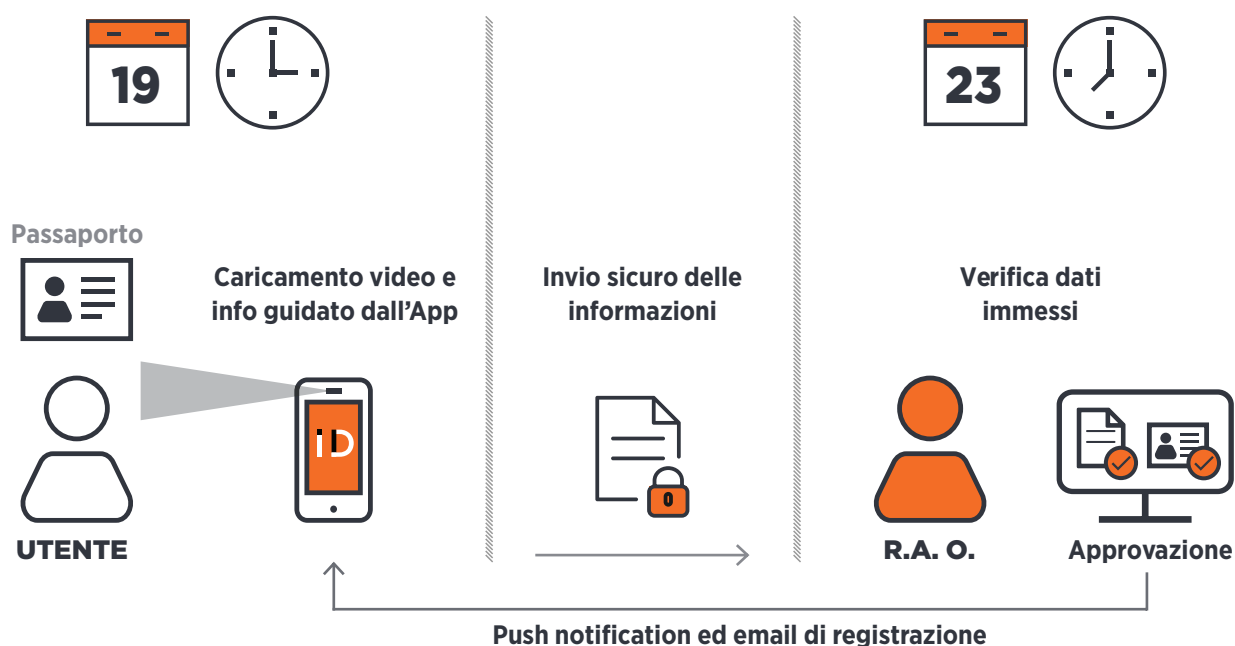 19
23
Passaporto
Caricamento video e
info guidato dall’App
Invio sicuro delle
informazioni
Verifica dati
immessi
iD
UTENTE
R.A. O.
Approvazione
Push notification ed email di registrazione